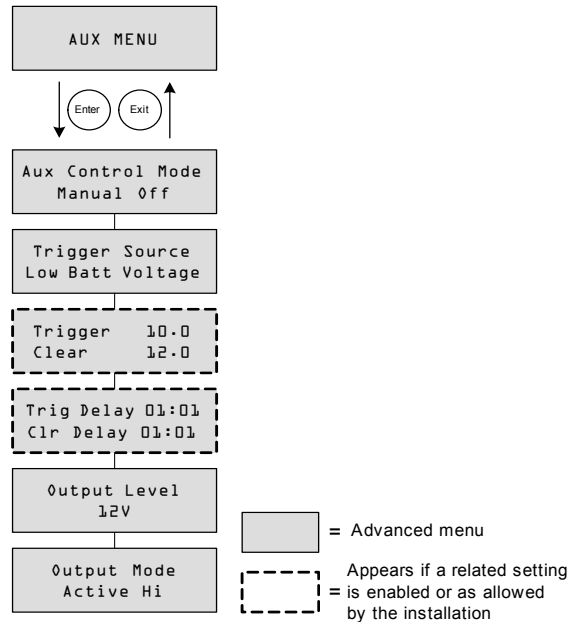 AUX MENU
Enter
Exit
Aux Control Mode
Manual Off
Trigger Source
Low Batt Voltage
Trigger 10.0
Clear 12.0
Trig Delay 01:01
Clr Delay 01:01
Output Level
12V
Output Mode
Active Hi
= Advanced menu
Appears if a related setting
= is enabled or as allowed
by the installation